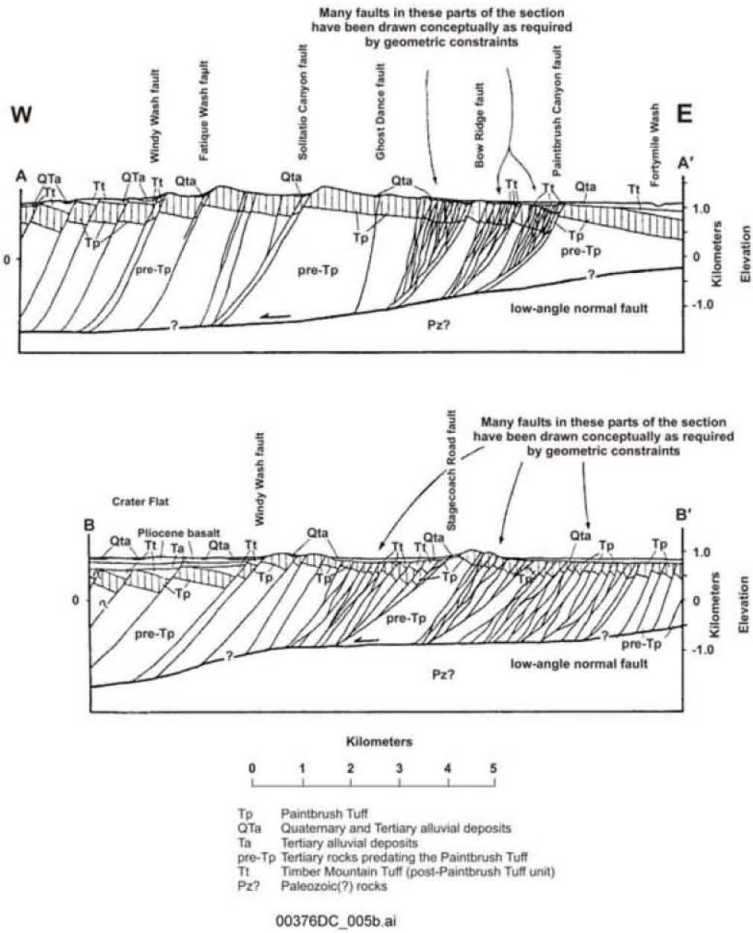 Many faults in these parts of the section
have been drawn conceptually as required
by geometric constraints
Windy Wash fault
Fatique Wash fault
Solitatio Canyon fault
Ghost Dance fault
Bow Ridge fault
Paintbrush Canyon fault
Fortymile Wash
W
E
A
A'
QTa
Tt
Tt
QTa
Tt
Qta
Qta
Qta
Tt
Tt
Qta
Tt
1.0
0
-1.0
Kilometers
Elevation
0
Tp
Tp
Tp
pre-Tp
pre-Tp
pre-Tp
?
?
low-angle normal fault
Pz?
Many faults in these parts of the section
have been drawn conceptually as required
by geometric constraints
Windy Wash fault
Stagecoach Road fault
Crater Flat
B
B'
Pliocene basalt
Qta
Tt
Ta
Qta
Tt
Qta
Tt
Tt
Qta
Qta
Tp
Tp
1.0
0
-1.0
Kilometers
Elevation
0
?
?
Tp
Tp
Tp
Tp
Tp
pre-Tp
pre-Tp
pre-Tp
?
?
low-angle normal fault
Pz?
Kilometers
0 1 2 3 4 5
Tp Paintbrush Tuff
QTa Quaternary and Tertiary alluvial deposits
Ta Tertiary alluvial deposits
pre-Tp Tertiary rocks predating the Paintbrush Tuff
Tt Timber Mountain Tuff (post-Paintbrush Tuff unit)
Pz? Paleozoic(?) rocks
00376DC_005b.ai